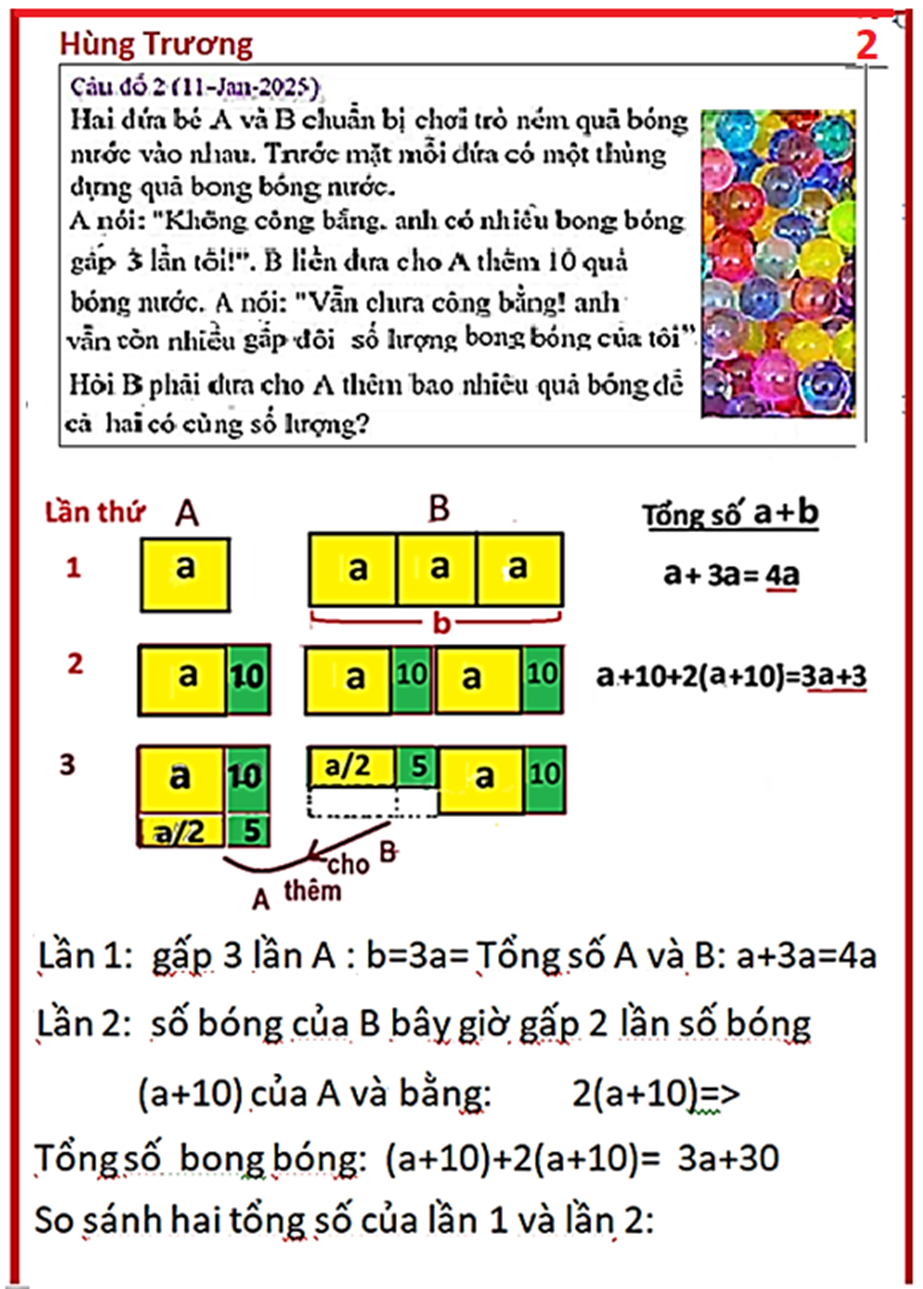 Hùng Trương
2
Câu đố 2 (11-Jan-2025)
Hai đứa bé A và B chuẩn bị chơi trò ném quả bóng
nước vào nhau. Trước mặt mỗi đứa có một thùng
đựng quả bong bóng nước.
A nói: "Không công bằng. anh có nhiều bong bóng
gấp 3 lần tôi!". B liền đưa cho A thêm 10 quả
bóng nước. A nói: "Vẫn chưa công bằng! anh
vẫn còn nhiều gấp đôi số lượng bong bóng của tôi"
Hỏi B phải đưa cho A thêm bao nhiêu quả bóng để
cả hai có cùng số lượng?
Lần thứ A B Tổng số a+b
1 a a a a a+ 3a= 4a
b
2 a 10 a 10 a 10 a+10+2(a+10)=3a+3
3 a 10 a/2 5 a 10
a/2 5
cho B
A thêm
Lần 1: gấp 3 lần A : b=3a= Tổng số A và B: a+3a=4a
Lần 2: số bóng của B bây giờ gấp 2 lần số bóng
(a+10) của A và bằng: 2(a+10)=>
Tổng số bong bóng: (a+10)+2(a+10)= 3a+30
So sánh hai tổng số của lần 1 và lần 2: